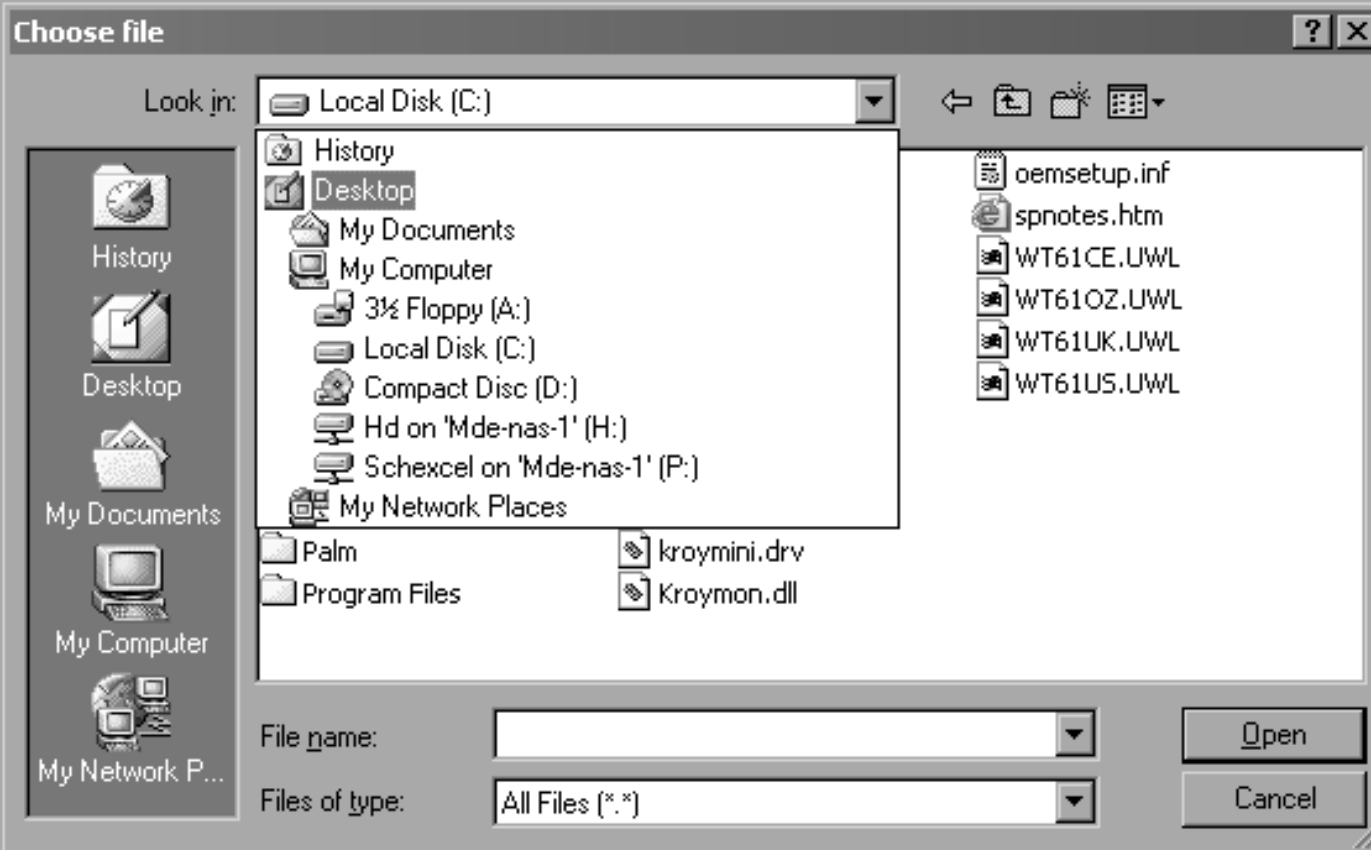 Choose file
Look in: Local Disk (C:)
History
Desktop
My Documents
My Computer
My Network P...
History
Desktop
My Documents
My Computer
3½ Floppy (A:)
Local Disk (C:)
Compact Disc (D:)
Hd on 'Mde-nas-1' (H:)
Schexcel on 'Mde-nas-1' (P:)
My Network Places
Palm
Program Files
kroymini.drv
Kroymon.dll
oemsetup.inf
spnotes.htm
WT61CE.UWL
WT61OZ.UWL
WT61UK.UWL
WT61US.UWL
File name:
Open
Files of type: All Files (*.*)
Cancel